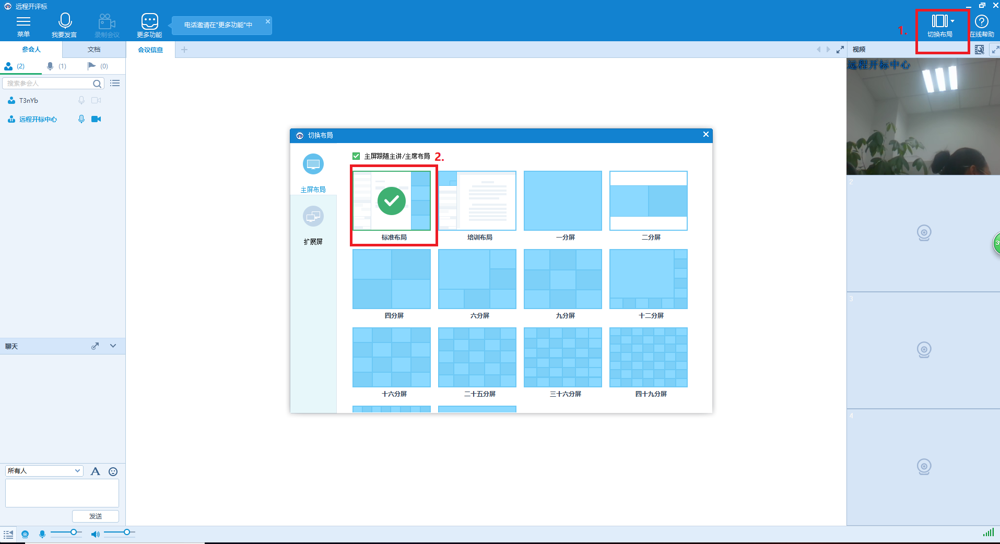 远程开评标
菜单
我要发言
录制会议
更多功能
电话邀请在"更多功能"中
1.
切换布局
在线帮助
参会人
文档
会议信息
视频
(2)
(1)
(0)
搜索参会人
T3nYb
远程开标中心
远程开标中心
切换布局
主屏布局
扩展屏
主屏跟随主讲/主席布局
2.
标准布局
培训布局
一分屏
二分屏
四分屏
六分屏
九分屏
十二分屏
十六分屏
二十五分屏
三十六分屏
四十九分屏
2
3
4
聊天
所有人
A
发送